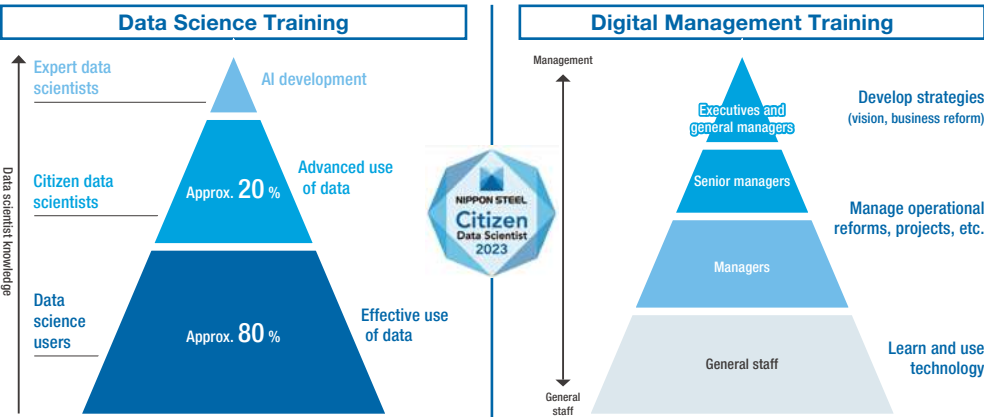 Data Science Training
Data scientist knowledge
Expert data
scientists
AI development
Citizen data
scientists
Approx. 20 %
Advanced use
of data
Data
science
users
Approx. 80 %
Effective use
of data
NIPPON STEEL
Citizen
Data Scientist
2023
Digital Management Training
Management
Executives and
general managers
Develop strategies
(vision, business reform)
Senior managers
Manage operational
reforms, projects, etc.
Managers
General staff
Learn and use
technology
General
staff